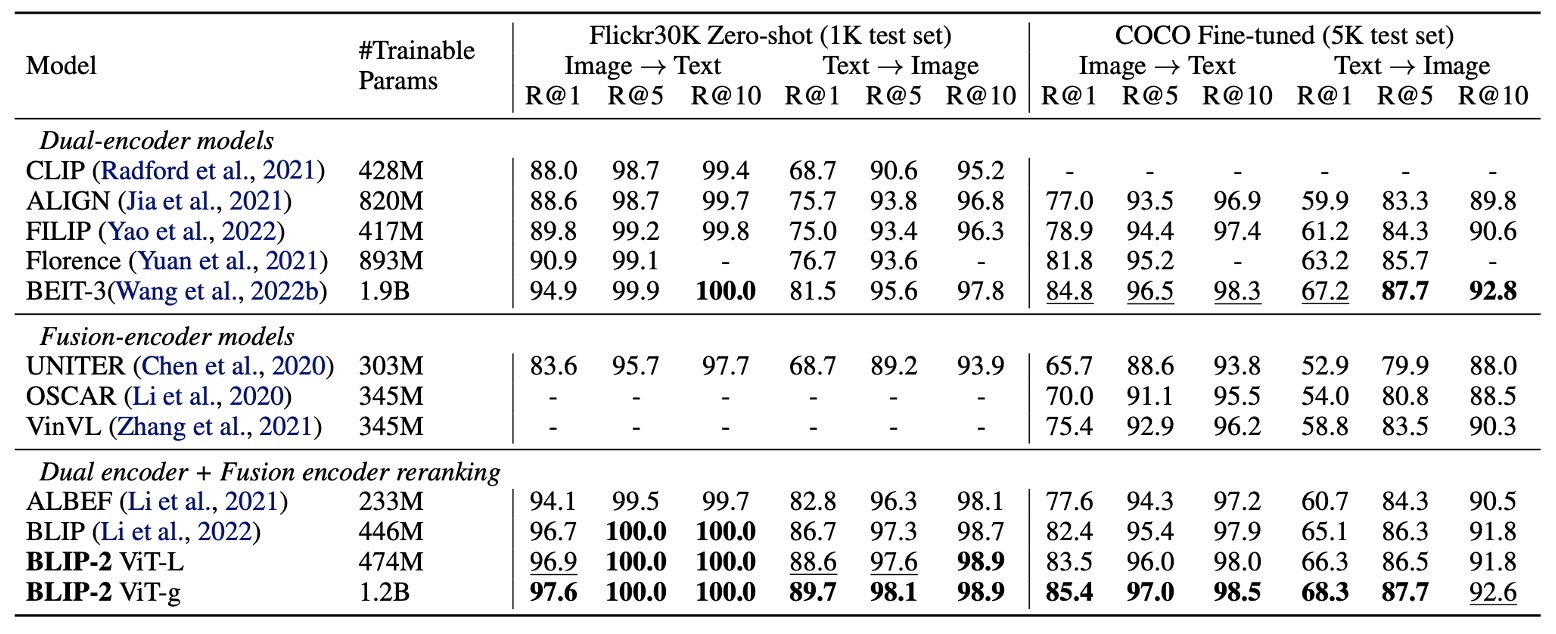 Model #Trainable Params Flickr30K Zero-shot (1K test set) COCO Fine-tuned (5K test set)
Image → Text Text → Image Image → Text Text → Image
R@1 R@5 R@10 R@1 R@5 R@10 R@1 R@5 R@10 R@1 R@5 R@10
Dual-encoder models
CLIP (Radford et al., 2021) 428M 88.0 98.7 99.4 68.7 90.6 95.2 - - - - - -
ALIGN (Jia et al., 2021) 820M 88.6 98.7 99.7 75.7 93.8 96.8 77.0 93.5 96.9 59.9 83.3 89.8
FILIP (Yao et al., 2022) 417M 89.8 99.2 99.8 75.0 93.4 96.3 78.9 94.4 97.4 61.2 84.3 90.6
Florence (Yuan et al., 2021) 893M 90.9 99.1 - 76.7 93.6 - 81.8 95.2 - 63.2 85.7 -
BEIT-3(Wang et al., 2022b) 1.9B 94.9 99.9 100.0 81.5 95.6 97.8 84.8 96.5 98.3 67.2 87.7 92.8
Fusion-encoder models
UNITER (Chen et al., 2020) 303M 83.6 95.7 97.7 68.7 89.2 93.9 65.7 88.6 93.8 52.9 79.9 88.0
OSCAR (Li et al., 2020) 345M - - - - - - 70.0 91.1 95.5 54.0 80.8 88.5
VinVL (Zhang et al., 2021) 345M - - - - - - 75.4 92.9 96.2 58.8 83.5 90.3
Dual encoder + Fusion encoder reranking
ALBEF (Li et al., 2021) 233M 94.1 99.5 99.7 82.8 96.3 98.1 77.6 94.3 97.2 60.7 84.3 90.5
BLIP (Li et al., 2022) 446M 96.7 100.0 100.0 86.7 97.3 98.7 82.4 95.4 97.9 65.1 86.3 91.8
BLIP-2 ViT-L 474M 96.9 100.0 100.0 88.6 97.6 98.9 83.5 96.0 98.0 66.3 86.5 91.8
BLIP-2 ViT-g 1.2B 97.6 100.0 100.0 89.7 98.1 98.9 85.4 97.0 98.5 68.3 87.7 92.6